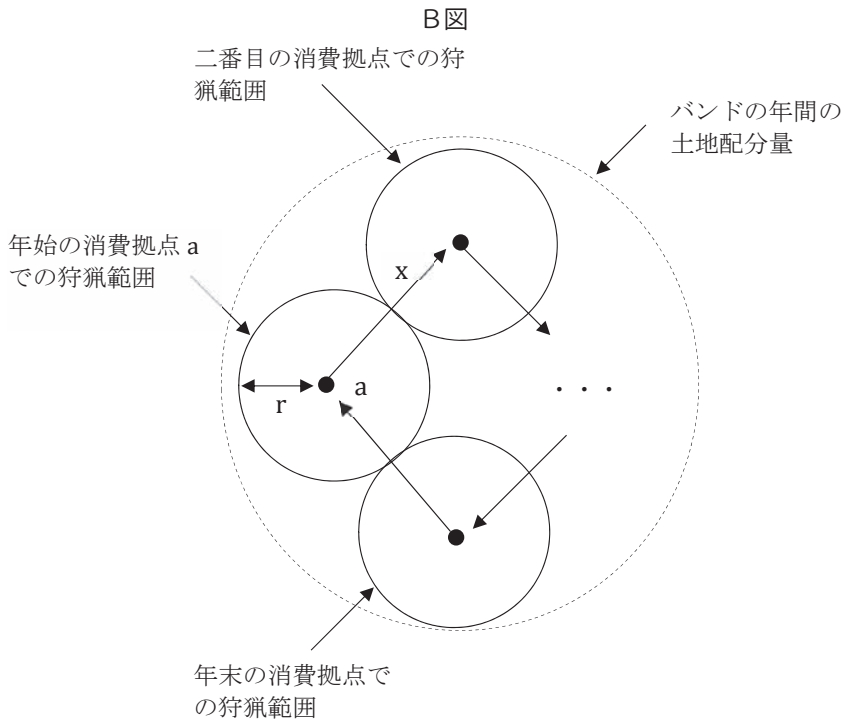 B図
二番目の消費拠点での狩
猟範囲
バンドの年間の
土地配分量
年始の消費拠点 a
での狩猟範囲
x
a
r
・・・
年末の消費拠点で
の狩猟範囲